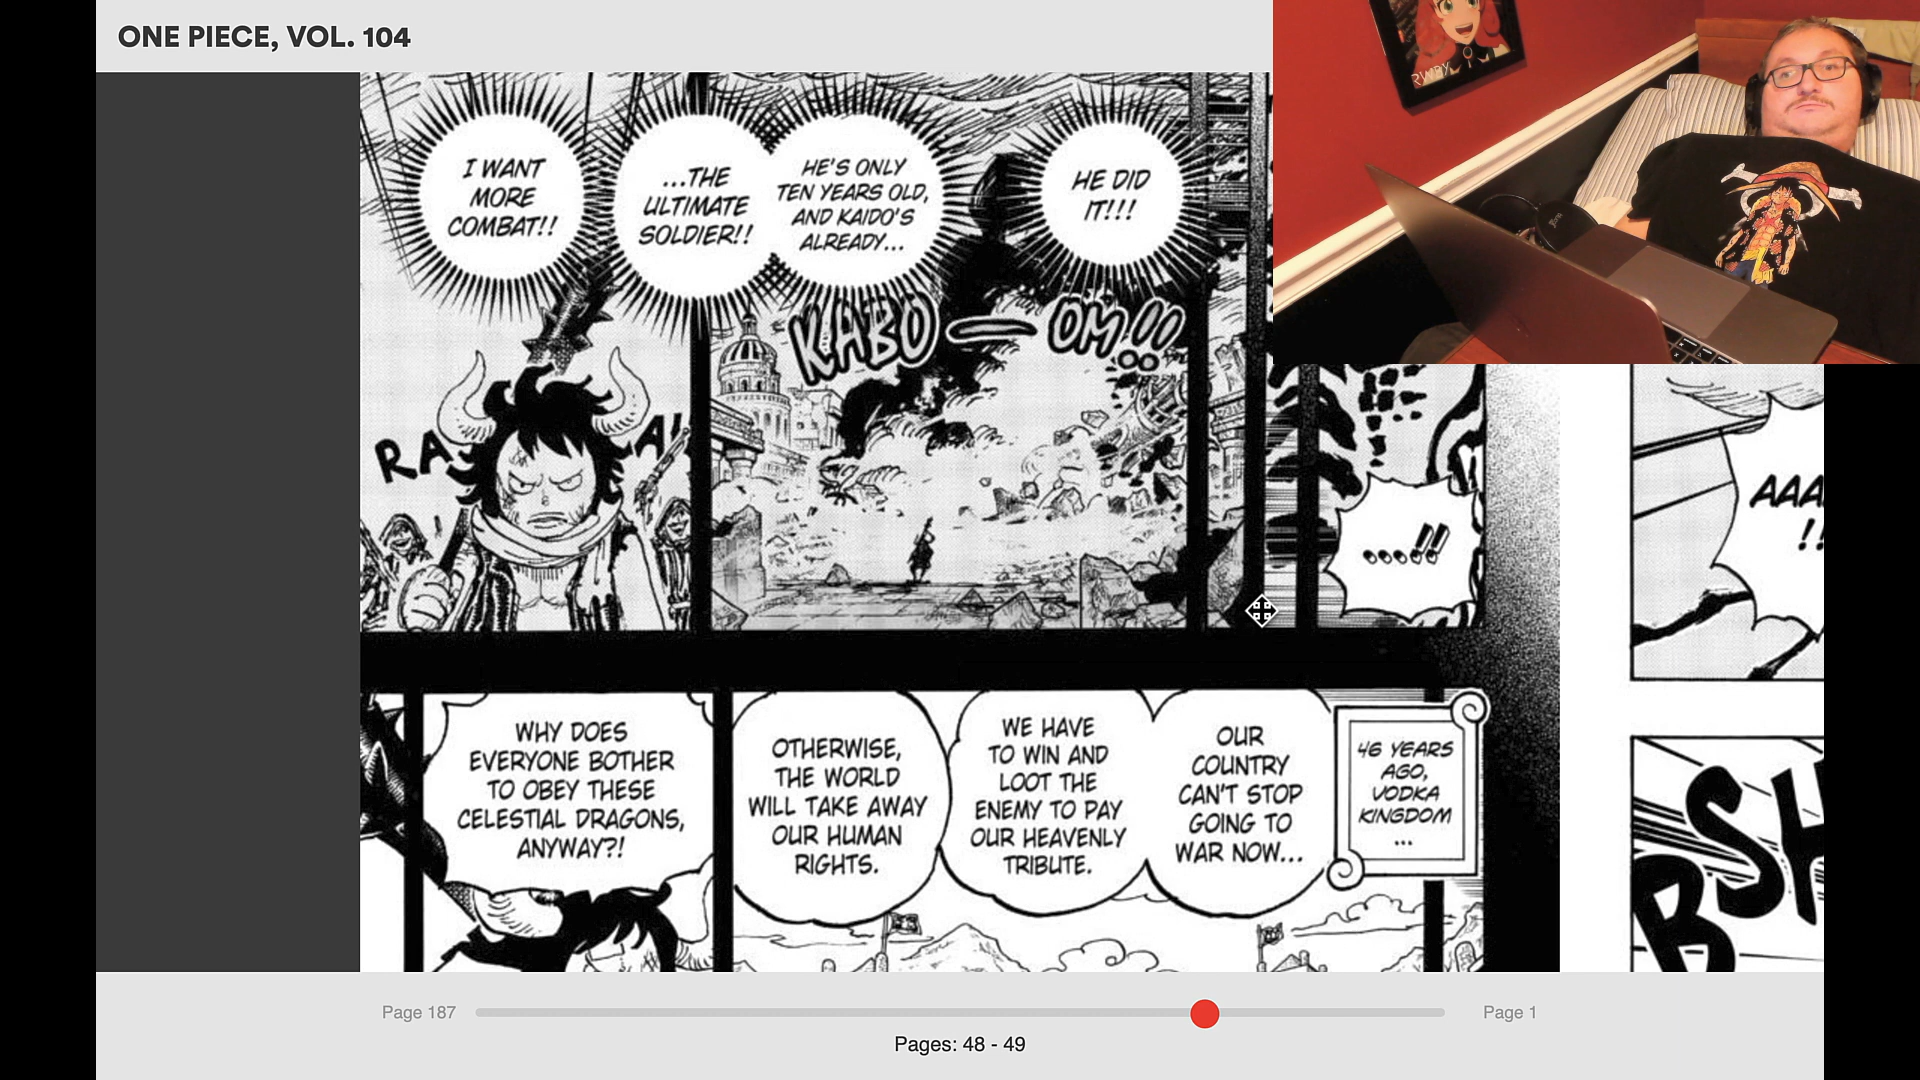 ONE PIECE, VOL. 104
RWBY
HE DID
IT!!!
HE'S ONLY
TEN YEARS OLD,
AND KAIDO'S
ALREADY...
...THE
ULTIMATE
SOLDIER!!
I WANT
MORE
COMBAT!!
KABO—OM!!
RA
A!
....!!
AAA
!!
46 YEARS
AGO,
VODKA
KINGDOM
...
OUR
COUNTRY
CAN'T STOP
GOING TO
WAR NOW...
WE HAVE
TO WIN AND
LOOT THE
ENEMY TO PAY
OUR HEAVENLY
TRIBUTE.
OTHERWISE,
THE WORLD
WILL TAKE AWAY
OUR HUMAN
RIGHTS.
WHY DOES
EVERYONE BOTHER
TO OBEY THESE
CELESTIAL DRAGONS,
ANYWAY?!
BSH
Page 187
Page 1
Pages: 48 - 49